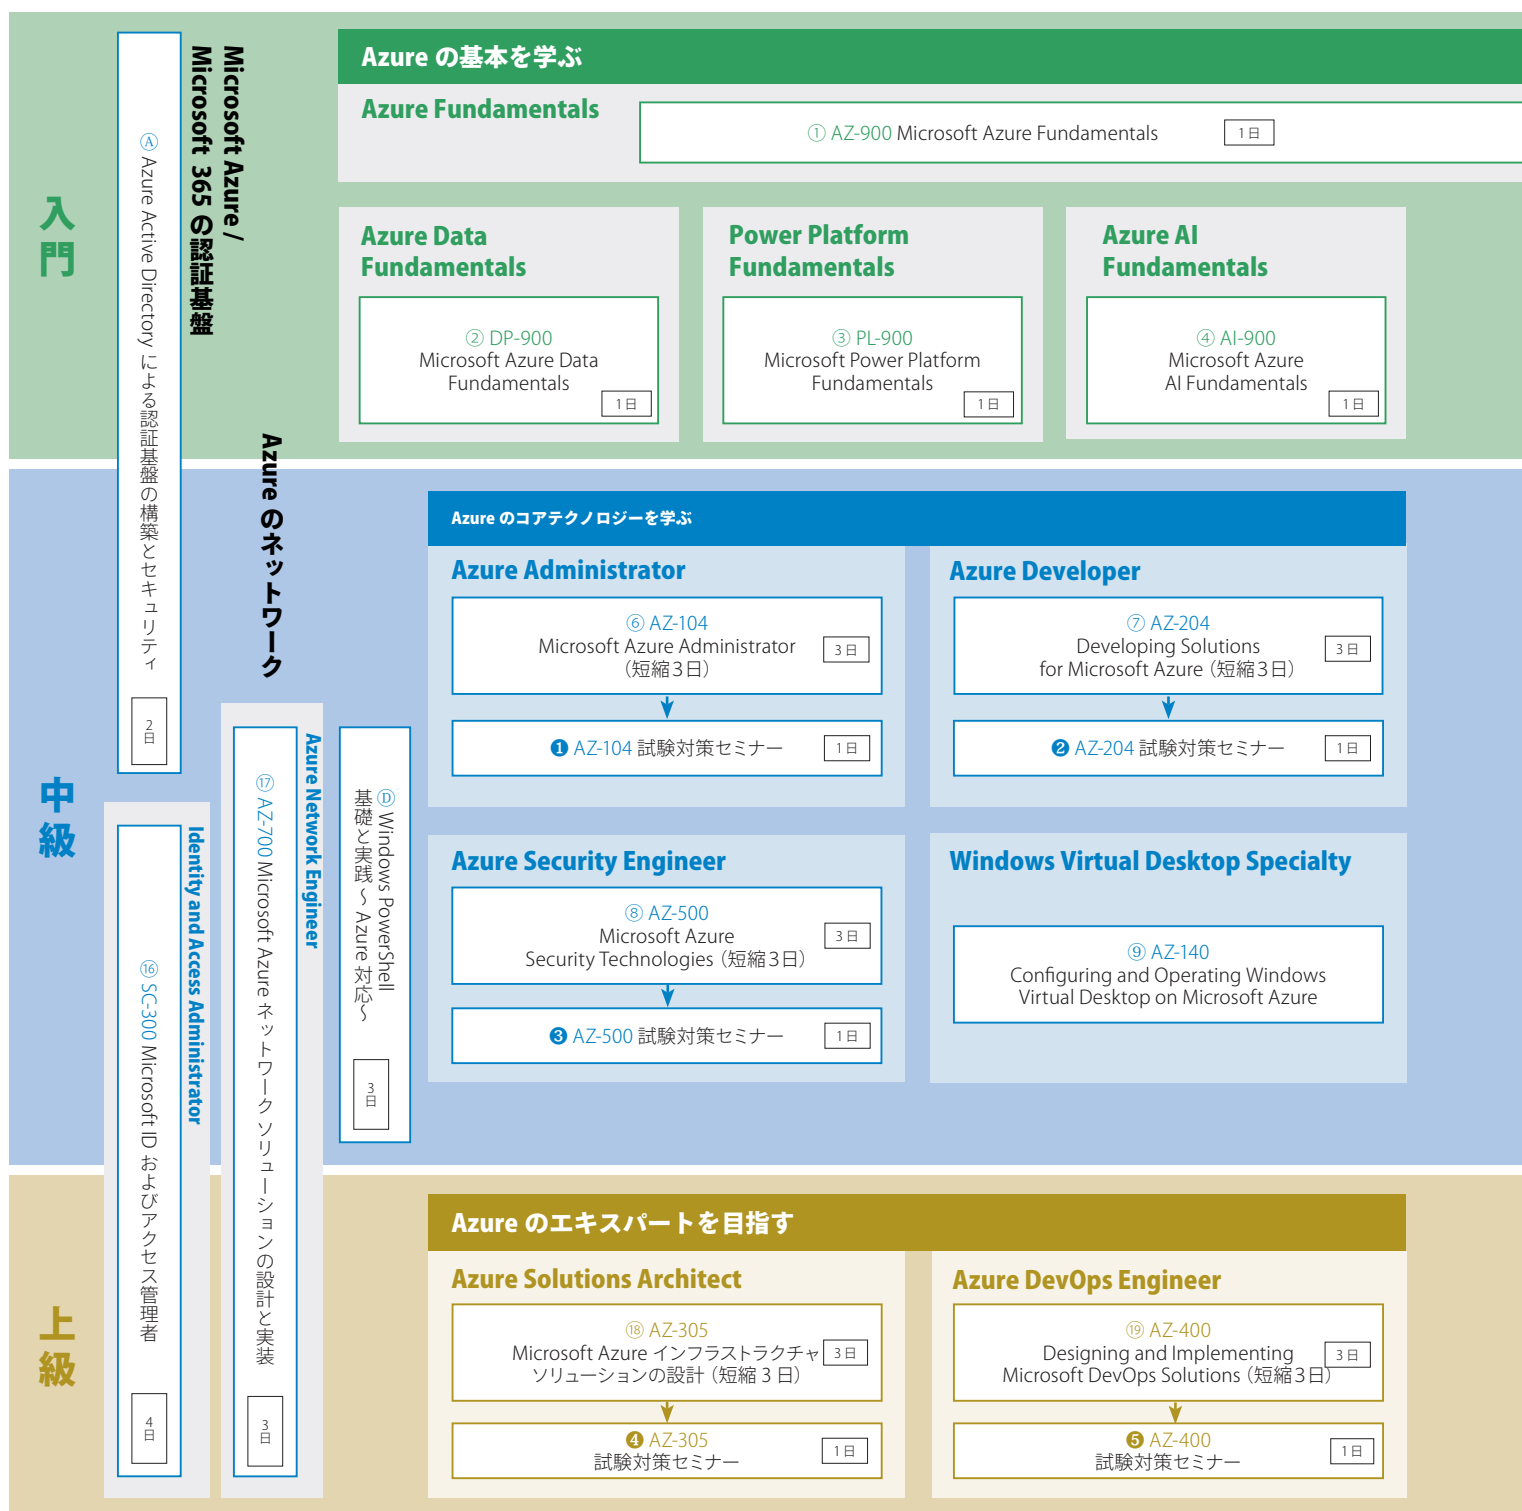 入門
Ⓐ Azure Active Directory による認証基盤の構築とセキュリティ
2日
Microsoft Azure /
Microsoft 365 の認証基盤
Azure の基本を学ぶ
Azure Fundamentals
① AZ-900 Microsoft Azure Fundamentals
1日
Azure Data
Fundamentals
② DP-900
Microsoft Azure Data
Fundamentals
1日
Power Platform
Fundamentals
③ PL-900
Microsoft Power Platform
Fundamentals
1日
Azure AI
Fundamentals
④ AI-900
Microsoft Azure
AI Fundamentals
1日
中級
Azure のネットワーク
Identity and Access Administrator
⑯ SC-300 Microsoft ID およびアクセス管理者
4日
Azure Network Engineer
⑰ AZ-700 Microsoft Azure ネットワーク ソリューションの設計と実装
3日
Ⓓ Windows PowerShell
基礎と実践～ Azure 対応～
3日
Azure のコアテクノロジーを学ぶ
Azure Administrator
⑥ AZ-104
Microsoft Azure Administrator
（短縮3日）
3日
❶ AZ-104 試験対策セミナー
1日
Azure Developer
⑦ AZ-204
Developing Solutions
for Microsoft Azure（短縮3日）
3日
❷ AZ-204 試験対策セミナー
1日
Azure Security Engineer
⑧ AZ-500
Microsoft Azure
Security Technologies（短縮3日）
3日
❸ AZ-500 試験対策セミナー
1日
Windows Virtual Desktop Specialty
⑨ AZ-140
Configuring and Operating Windows
Virtual Desktop on Microsoft Azure
上級
Azure のエキスパートを目指す
Azure Solutions Architect
⑱ AZ-305
Microsoft Azure インフラストラクチャ
ソリューションの設計（短縮 3 日）
3日
❹ AZ-305
試験対策セミナー
1日
Azure DevOps Engineer
⑲ AZ-400
Designing and Implementing
Microsoft DevOps Solutions（短縮3日）
3日
❺ AZ-400
試験対策セミナー
1日